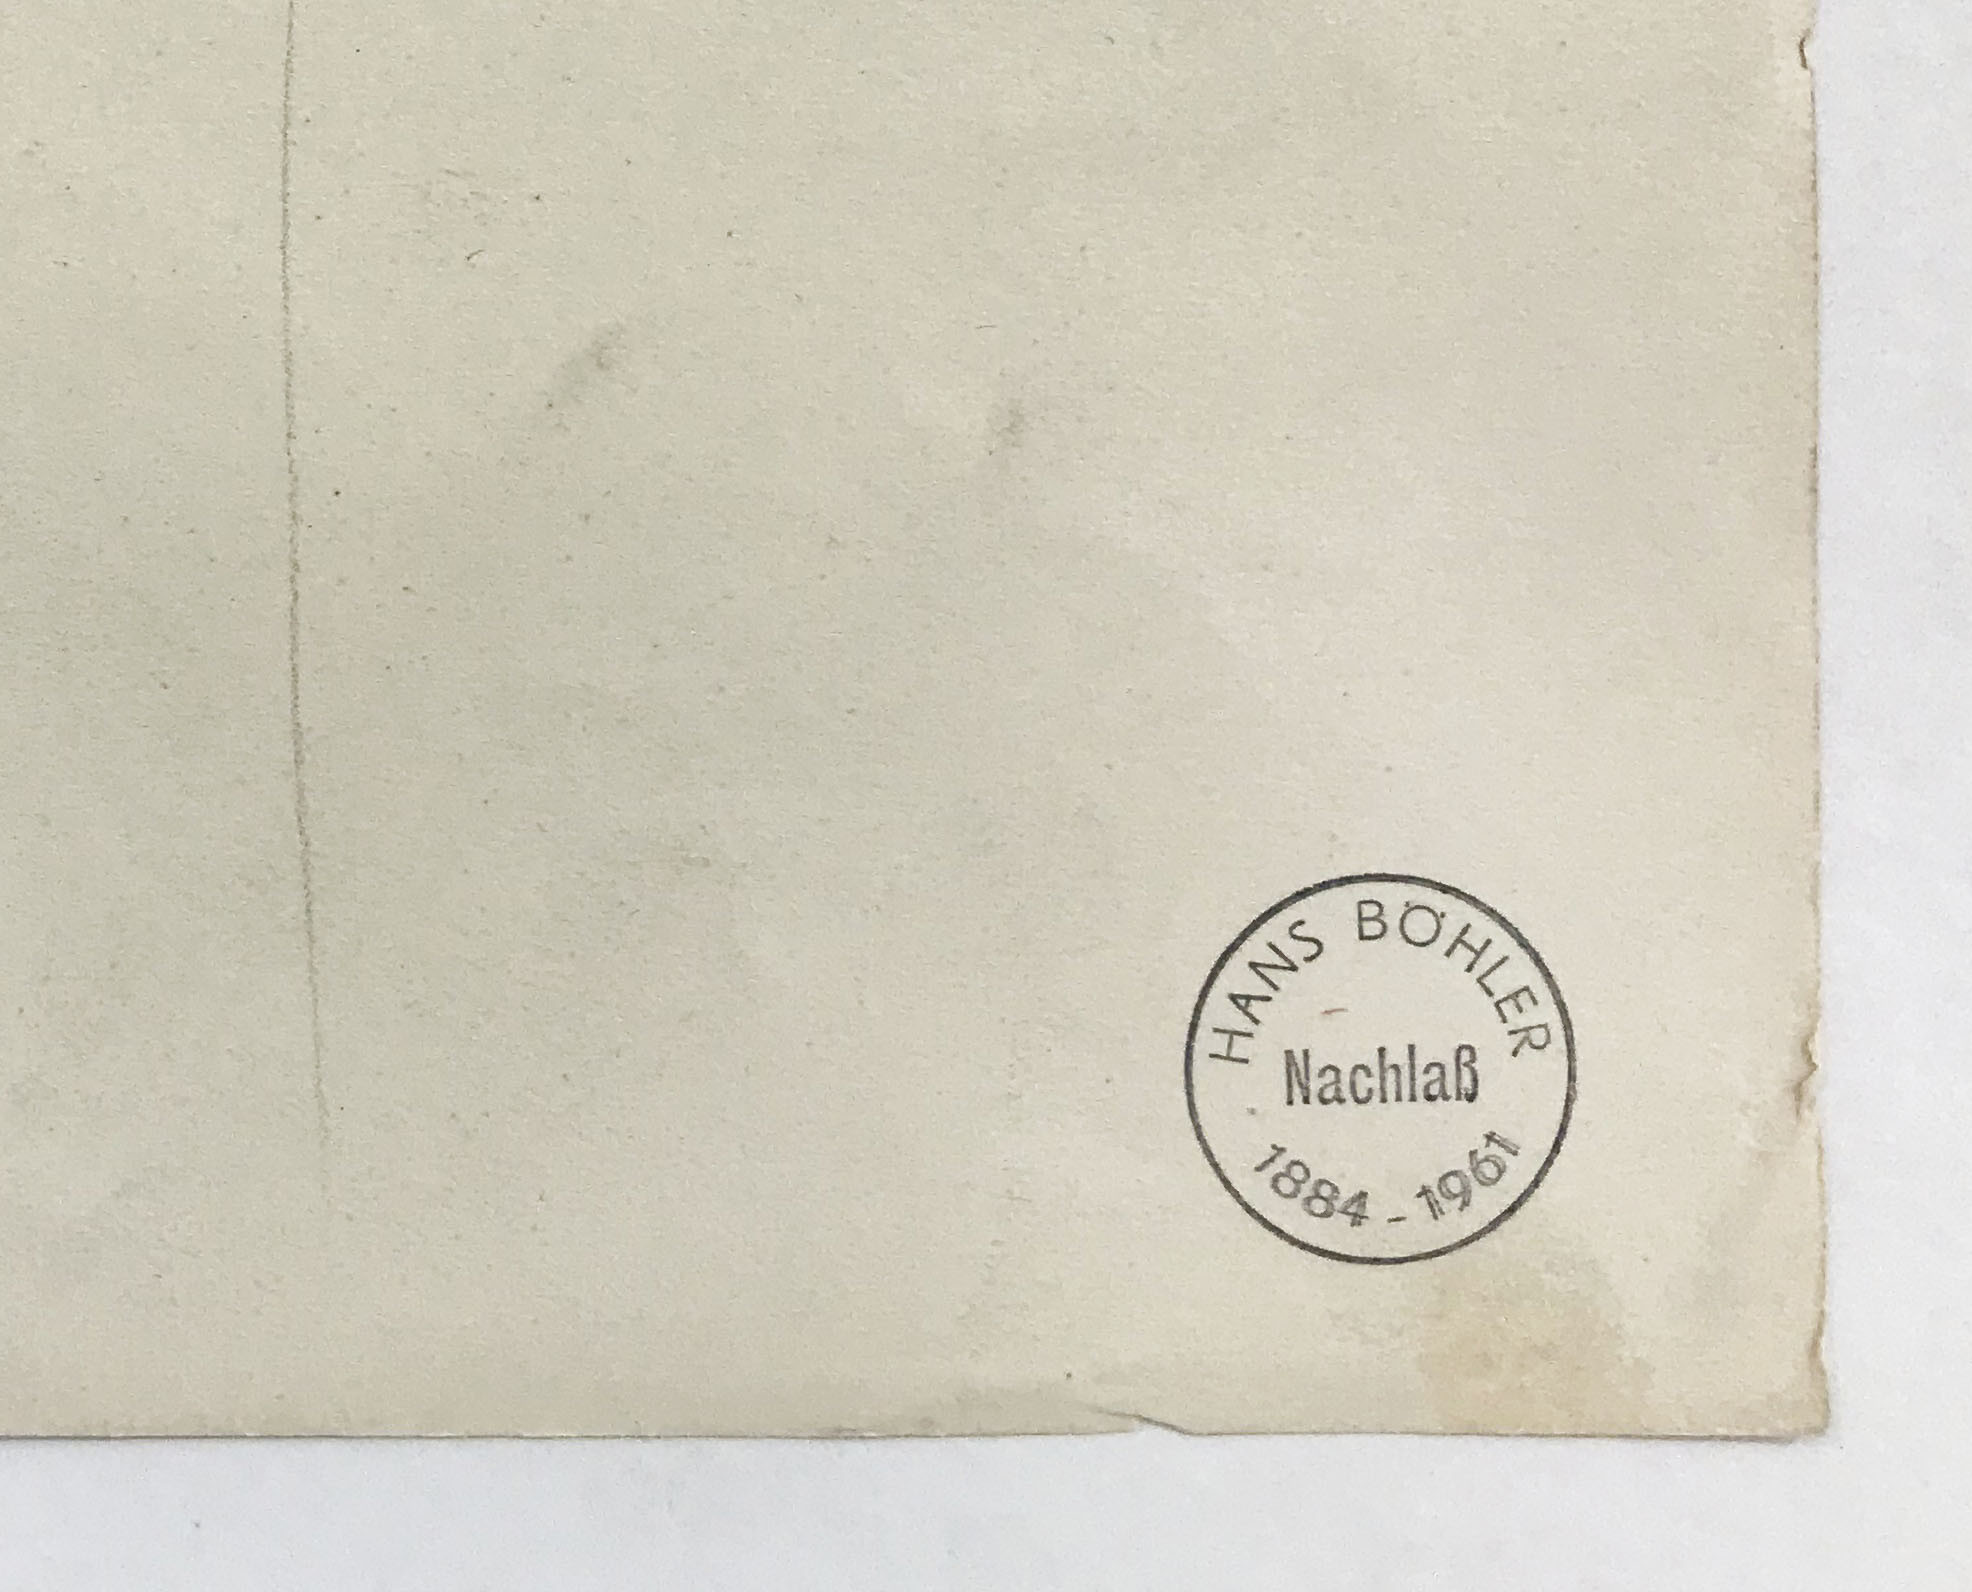 HANS BÖHLER
Nachlaß
1884 - 1961